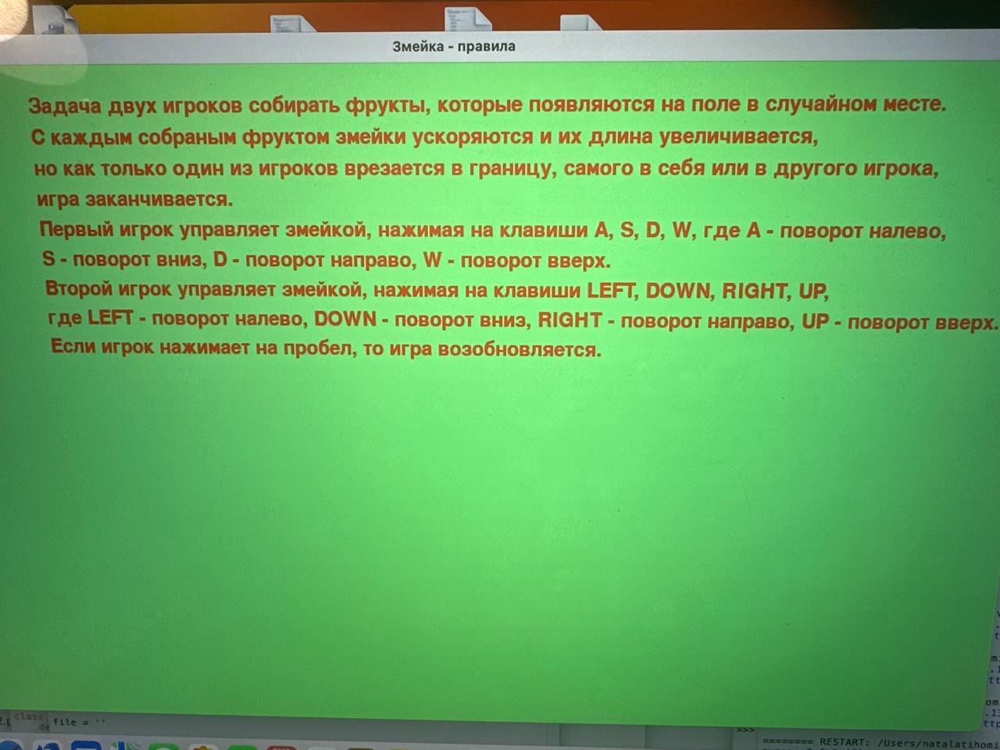 Змейка - правила
Задача двух игроков собирать фрукты, которые появляются на поле в случайном месте.
С каждым собраным фруктом змейки ускоряются и их длина увеличивается,
но как только один из игроков врезается в границу, самого в себя или в другого игрока,
игра заканчивается.
Первый игрок управляет змейкой, нажимая на клавиши A, S, D, W, где A - поворот налево,
S - поворот вниз, D - поворот направо, W - поворот вверх.
Второй игрок управляет змейкой, нажимая на клавиши LEFT, DOWN, RIGHT, UP,
где LEFT - поворот налево, DOWN - поворот вниз, RIGHT - поворот направо, UP - поворот вверх.
Если игрок нажимает на пробел, то игра возобновляется.
class
de file = ''
>>>
======== RESTART: /Users/natalatihomi